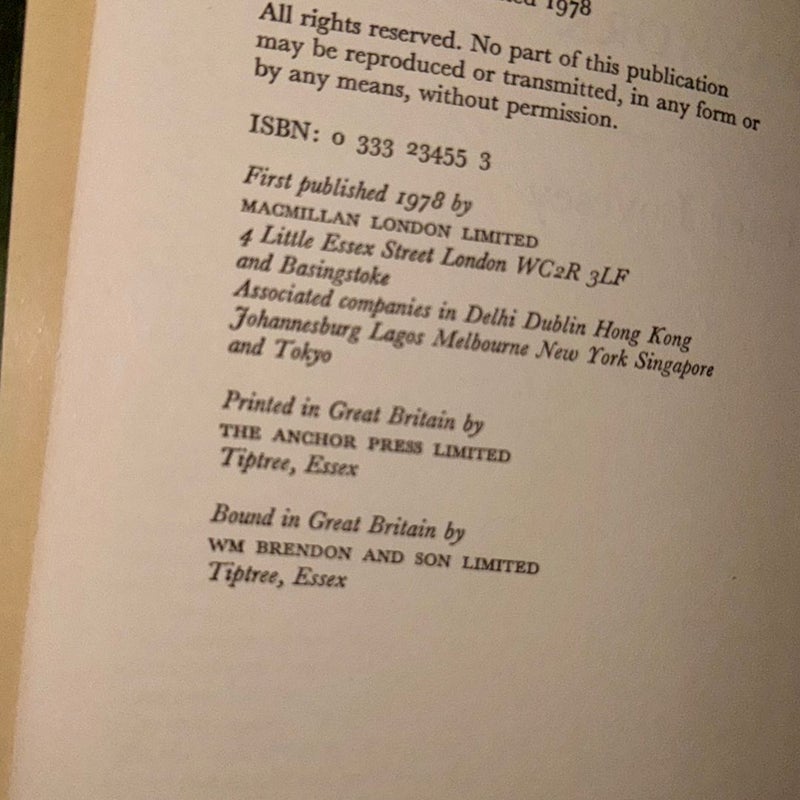 1978
All rights reserved. No part of this publication
may be reproduced or transmitted, in any form or
by any means, without permission.
ISBN: 0 333 23455 3
First published 1978 by
MACMILLAN LONDON LIMITED
4 Little Essex Street London WC2R 3LF
and Basingstoke
Associated companies in Delhi Dublin Hong Kong
Johannesburg Lagos Melbourne New York Singapore
and Tokyo
Printed in Great Britain by
THE ANCHOR PRESS LIMITED
Tiptree, Essex
Bound in Great Britain by
WM BRENDON AND SON LIMITED
Tiptree, Essex